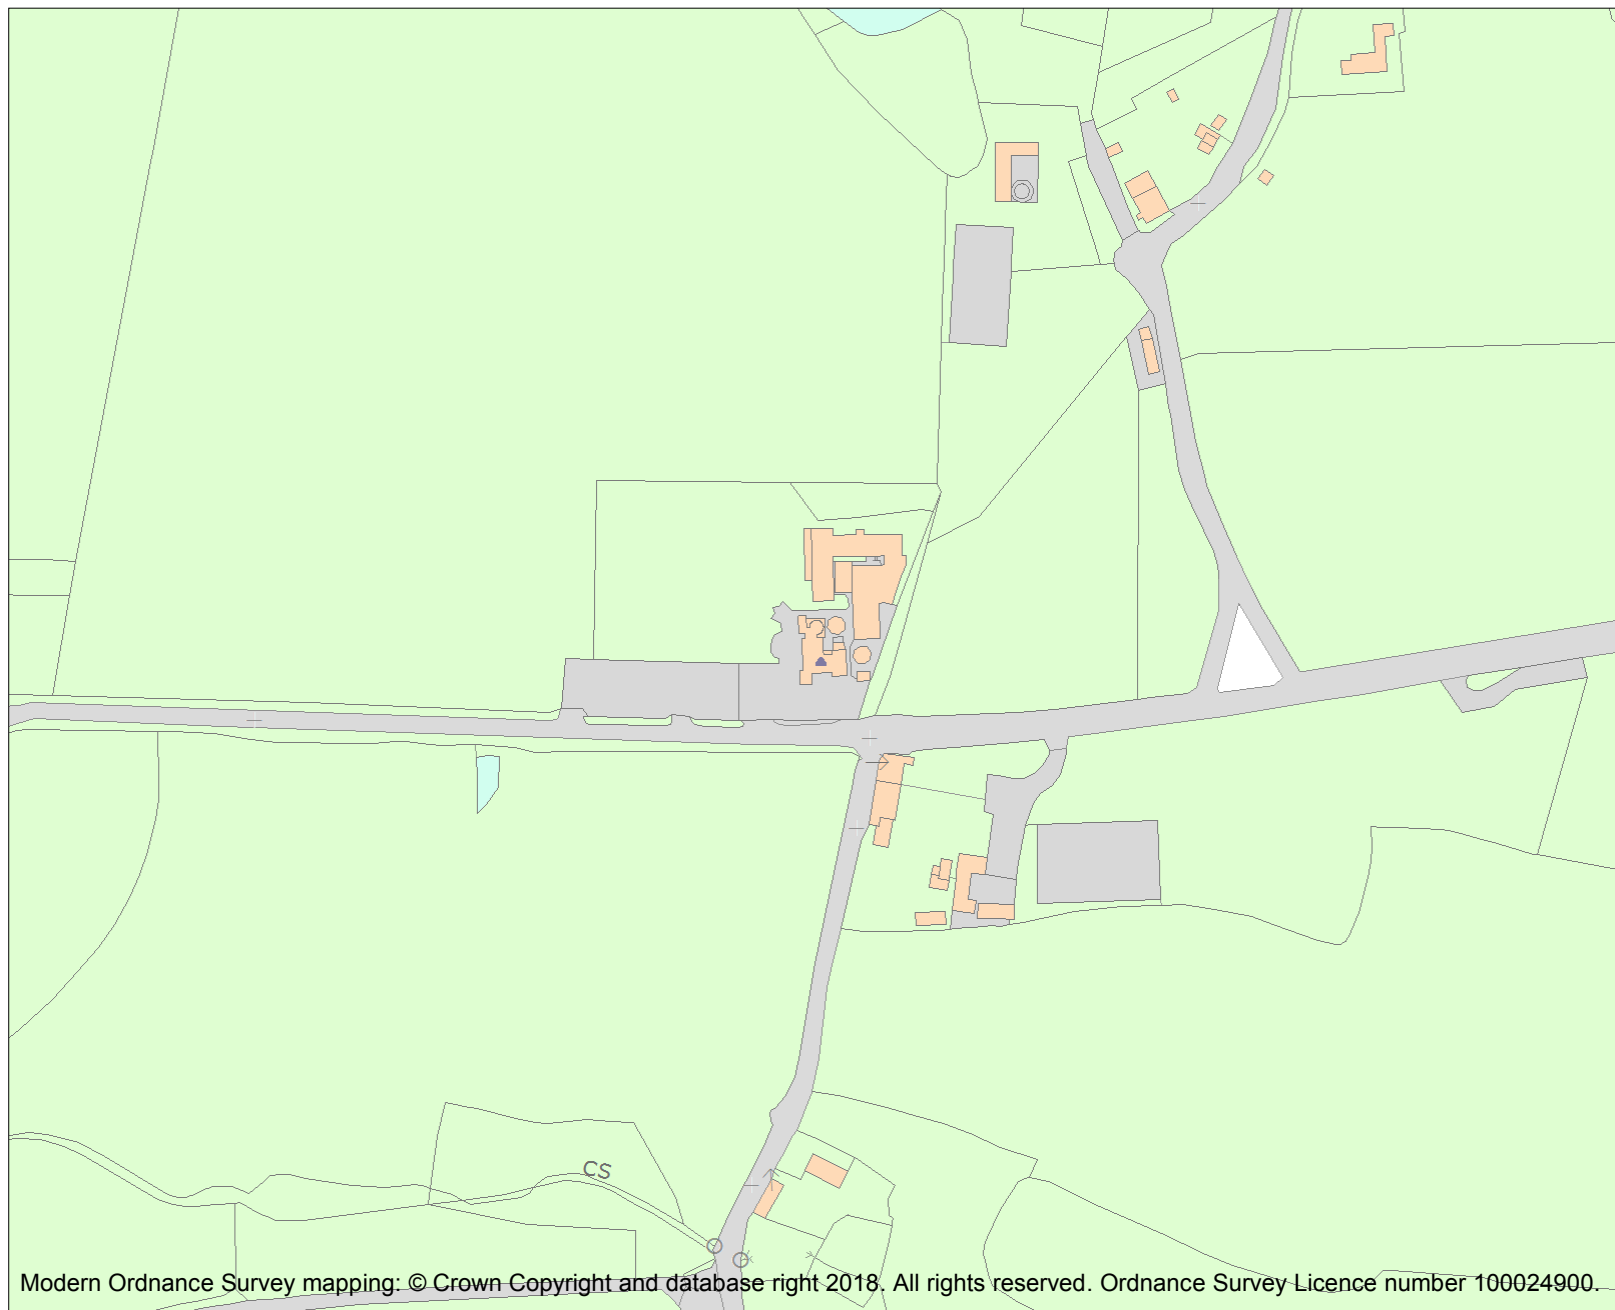 CS
Modern Ordnance Survey mapping: © Crown Copyright and database right 2018. All rights reserved. Ordnance Survey Licence number 100024900.